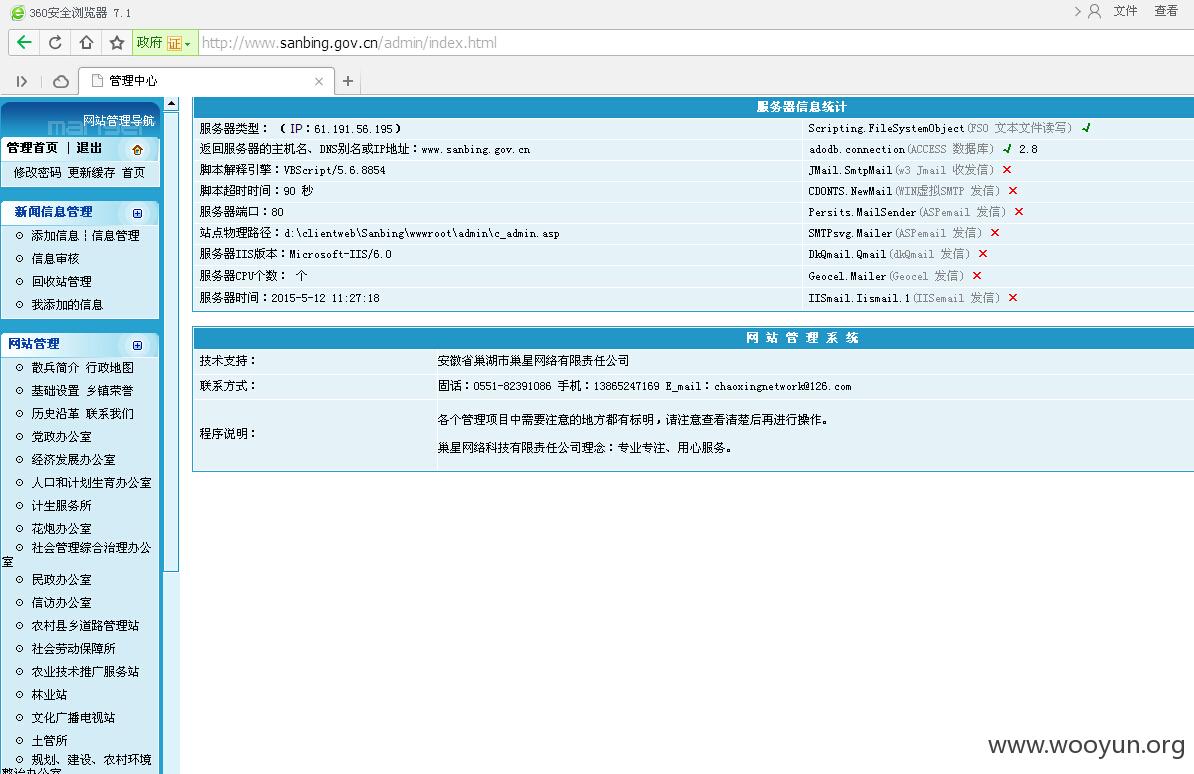 360安全浏览器 7.1
文件 查看
政府 证 http://www.sanbing.gov.cn/admin/index.html
管理中心
网站管理导航
管理首页 | 退出
修改密码 更新缓存 首页
新闻信息管理
添加信息 | 信息管理
信息审核
回收站管理
我添加的信息
网站管理
散兵简介 行政地图
基础设置 乡镇荣誉
历史沿革 联系我们
党政办公室
经济发展办公室
人口和计划生育办公室
计生服务所
花炮办公室
社会管理综合治理办公
室
民政办公室
信访办公室
农村县乡道路管理站
社会劳动保障所
农业技术推广服务站
林业站
文化广播电视站
土管所
规划、建设、农村环境
服务器信息统计
服务器类型： （IP：61.191.56.195）
Scripting.FileSystemObject(FSO 文本文件读写) √
返回服务器的主机名、DNS别名或IP地址：www.sanbing.gov.cn
adodb.connection(ACCESS 数据库) √ 2.8
脚本解释引擎：VBScript/5.6.8854
JMail.SmtpMail(w3 Jmail 收发信) ×
脚本超时时间：90 秒
CDONTS.NewMail(WIN虚拟SMTP 发信) ×
服务器端口：80
Persits.MailSender(ASPemail 发信) ×
站点物理路径：d:\clientweb\Sanbing\wwwroot\admin\c_admin.asp
SMTPsvg.Mailer(ASPemail 发信) ×
服务器IIS版本：Microsoft-IIS/6.0
DkQmail.Qmail(dkQmail 发信) ×
服务器CPU个数： 个
Geocel.Mailer(Geocel 发信) ×
服务器时间：2015-5-12 11:27:18
IISmail.Iismail.1(IISemail 发信) ×
网 站 管 理 系 统
技术支持： 安徽省巢湖市巢星网络有限责任公司
联系方式： 固话：0551-82391086 手机：13865247169 E_mail：chaoxingnetwork@126.com
程序说明：
各个管理项目中需要注意的地方都有标明，请注意查看清楚后再进行操作。
巢星网络科技有限责任公司理念：专业专注、用心服务。
www.wooyun.org